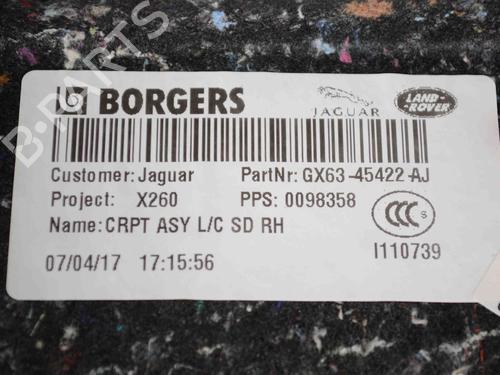 BORGERS
JAGUAR
LAND-
-ROVER
Customer: Jaguar PartNr: GX63-45422-AJ
Project: X260 PPS: 0098358
Name: CRPT ASY L/C SD RH
CCC
I110739
07/04/17 17:15:56
B-PARTS